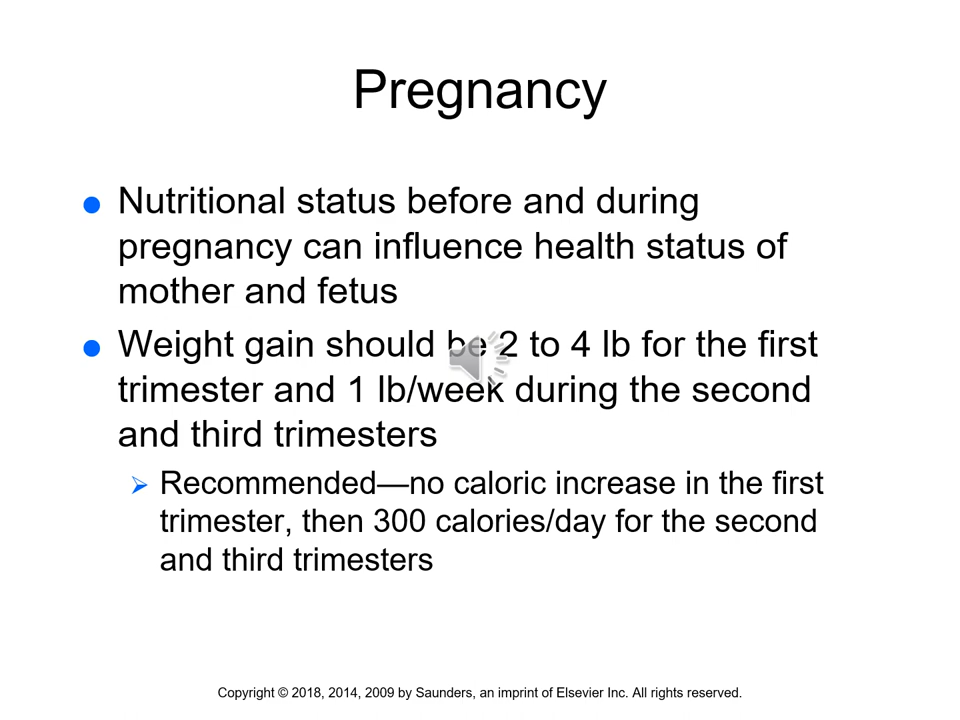 Pregnancy
Nutritional status before and during
pregnancy can influence health status of
mother and fetus
Weight gain should be 2 to 4 lb for the first
trimester and 1 lb/week during the second
and third trimesters
Recommended—no caloric increase in the first
trimester, then 300 calories/day for the second
and third trimesters
Copyright © 2018, 2014, 2009 by Saunders, an imprint of Elsevier Inc. All rights reserved.